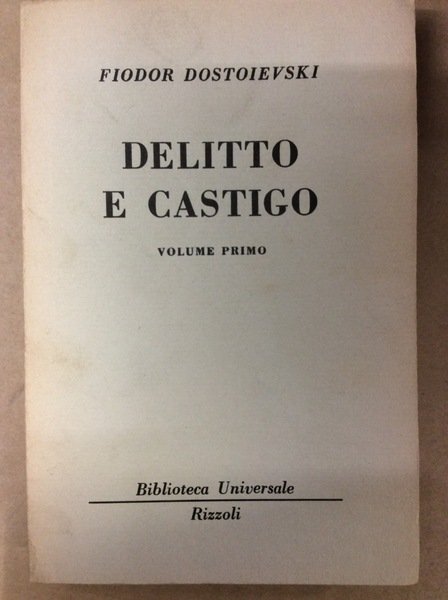 FIODOR DOSTOIEVSKI
DELITTO
E CASTIGO
VOLUME PRIMO
Biblioteca Universale
Rizzoli